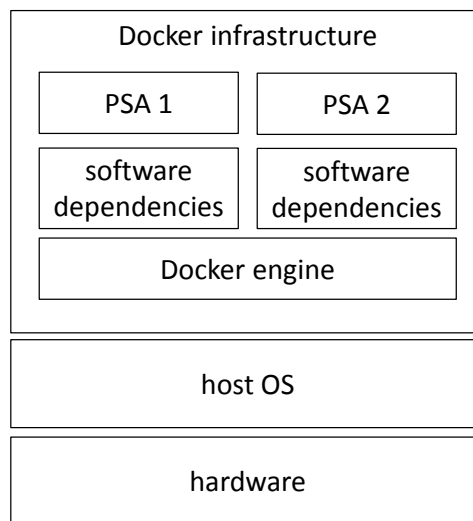 Docker infrastructure
PSA 1
PSA 2
software
dependencies
software
dependencies
Docker engine
host OS
hardware